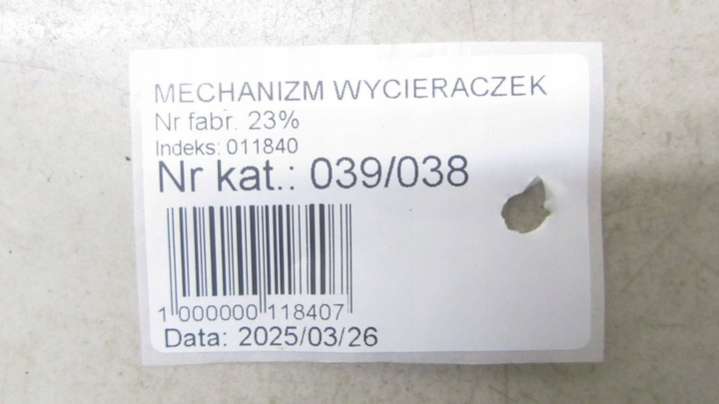 MECHANIZM WYCIERACZEK
Nr fabr. 23%
Indeks: 011840
Nr kat.: 039/038
1 000000 118407
Data: 2025/03/26